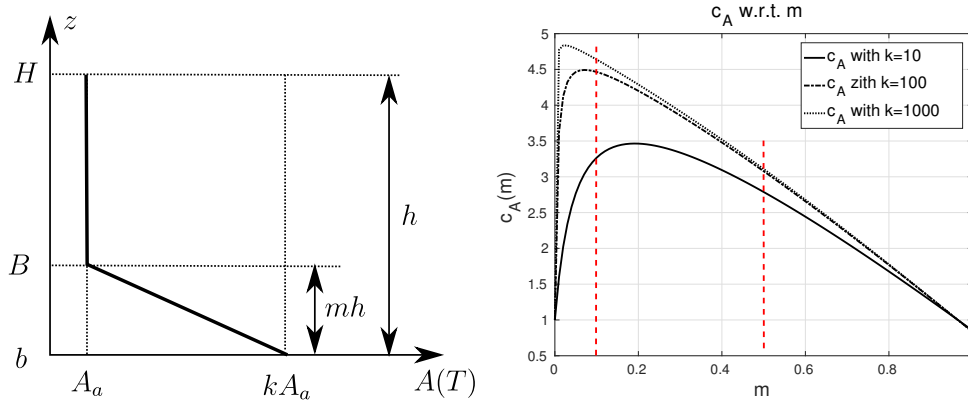 z
H
h
B
mh
b
A_a
kA_a
A(T)
c_A w.r.t. m
5
4.5
4
3.5
3
2.5
2
1.5
1
0.5
c_A(m)
c_A with k=10
c_A zith k=100
c_A with k=1000
0
0.2
0.4
0.6
0.8
m